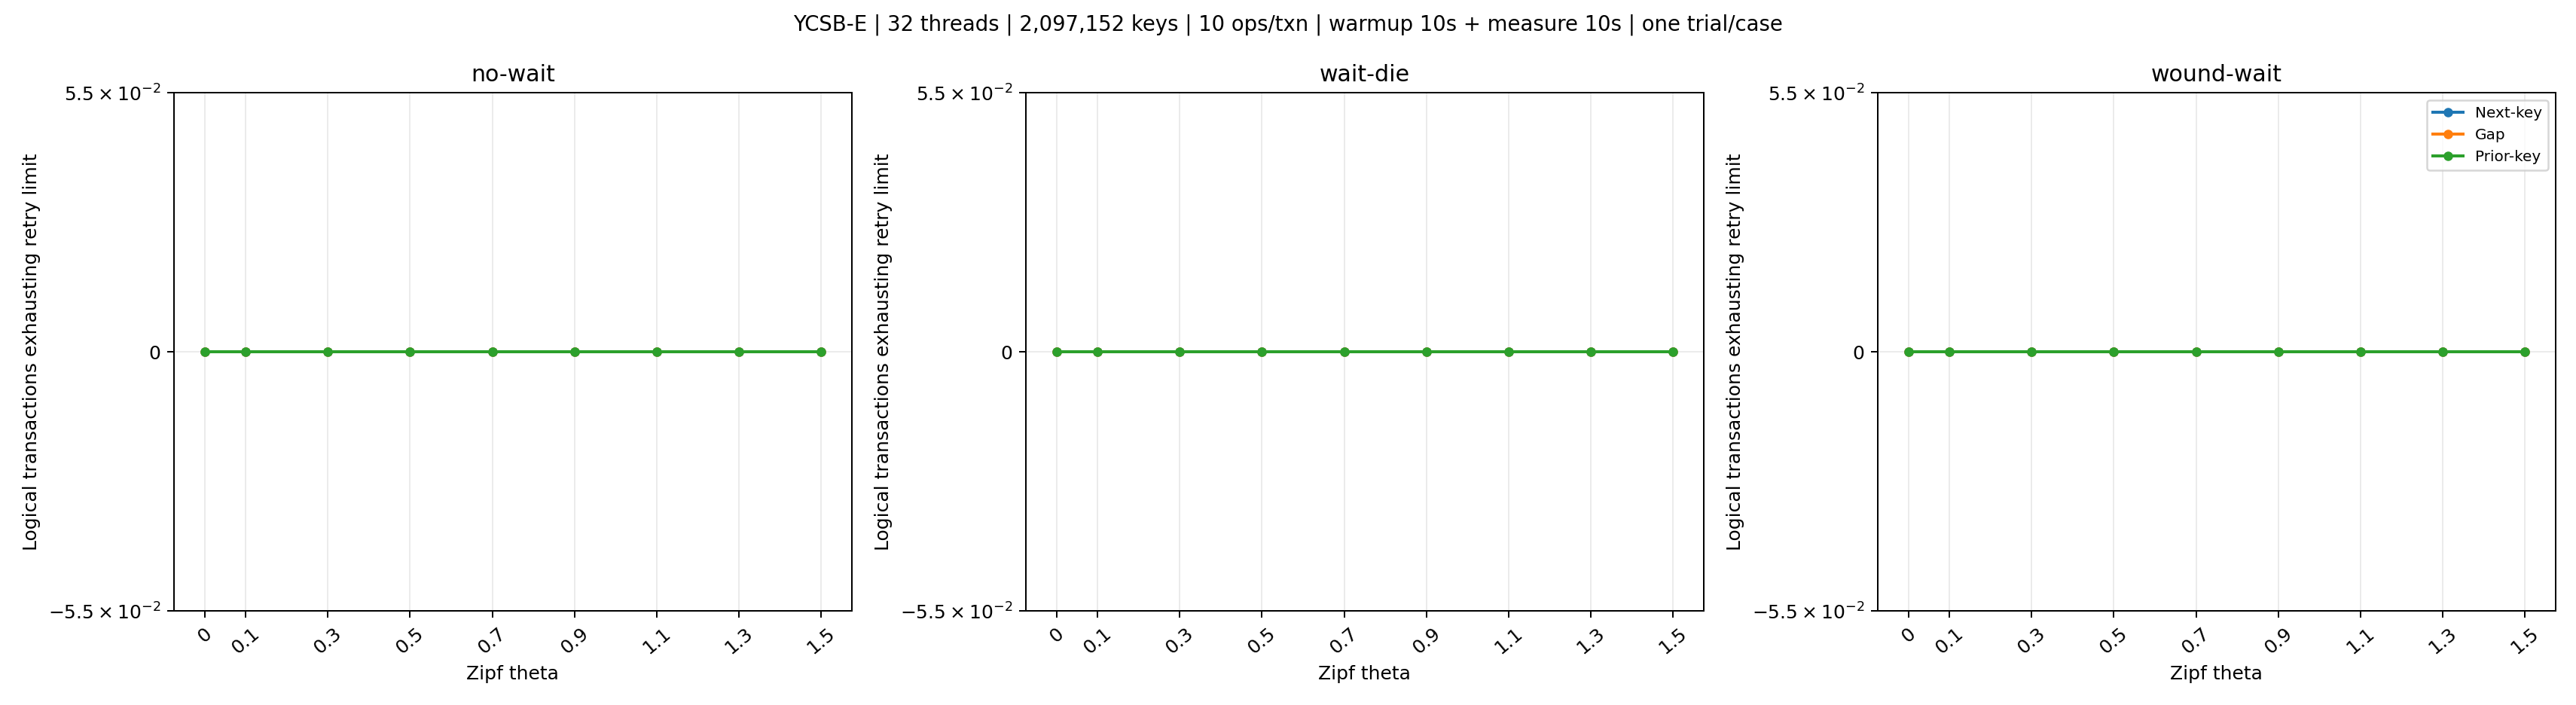 YCSB-E | 32 threads | 2,097,152 keys | 10 ops/txn | warmup 10s + measure 10s | one trial/case
no-wait
Logical transactions exhausting retry limit
5.5 × 10⁻²
0
−5.5 × 10⁻²
0 0.1 0.3 0.5 0.7 0.9 1.1 1.3 1.5
Zipf theta
wait-die
Logical transactions exhausting retry limit
5.5 × 10⁻²
0
−5.5 × 10⁻²
0 0.1 0.3 0.5 0.7 0.9 1.1 1.3 1.5
Zipf theta
wound-wait
Logical transactions exhausting retry limit
5.5 × 10⁻²
0
−5.5 × 10⁻²
Next-key
Gap
Prior-key
0 0.1 0.3 0.5 0.7 0.9 1.1 1.3 1.5
Zipf theta